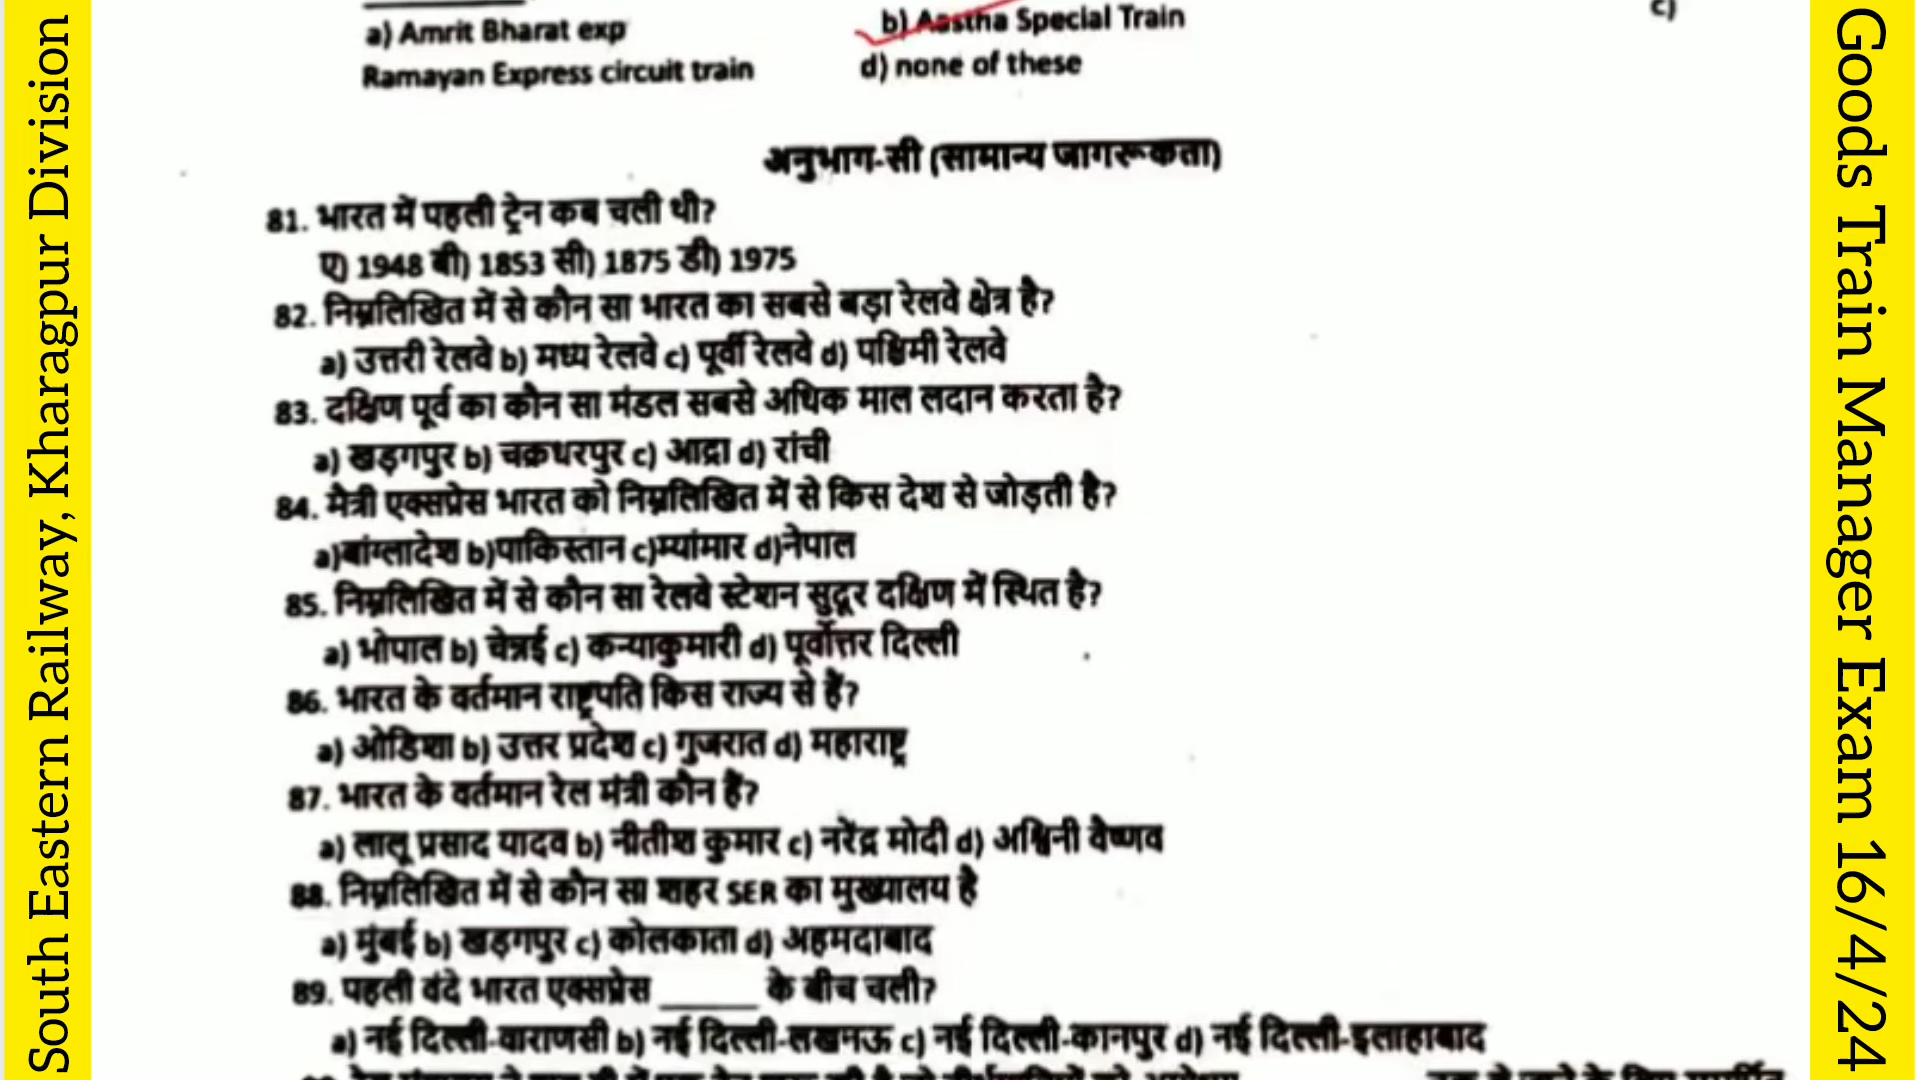 South Eastern Railway, Kharagpur Division
a) Amrit Bharat exp b) Aastha Special Train c)
Ramayan Express circuit train d) none of these
अनुभाग-सी (सामान्य जागरूकता)
81. भारत में पहली ट्रेन कब चली थी?
ए) 1948 बी) 1853 सी) 1875 डी) 1975
82. निम्नलिखित में से कौन सा भारत का सबसे बड़ा रेलवे क्षेत्र है?
a) उत्तरी रेलवे b) मध्य रेलवे c) पूर्वी रेलवे d) पश्चिमी रेलवे
83. दक्षिण पूर्व का कौन सा मंडल सबसे अधिक माल लदान करता है?
a) खड़गपुर b) चक्रधरपुर c) आद्रा d) रांची
84. मैत्री एक्सप्रेस भारत को निम्नलिखित में से किस देश से जोड़ती है?
a)बांग्लादेश b)पाकिस्तान c)म्यांमार d)नेपाल
85. निम्नलिखित में से कौन सा रेलवे स्टेशन सुदूर दक्षिण में स्थित है?
a) भोपाल b) चेन्नई c) कन्याकुमारी d) पूर्वोत्तर दिल्ली
86. भारत के वर्तमान राष्ट्रपति किस राज्य से हैं?
a) ओडिशा b) उत्तर प्रदेश c) गुजरात d) महाराष्ट्र
87. भारत के वर्तमान रेल मंत्री कौन हैं?
a) लालू प्रसाद यादव b) नीतीश कुमार c) नरेंद्र मोदी d) अश्विनी वैष्णव
88. निम्नलिखित में से कौन सा शहर SER का मुख्यालय है
a) मुंबई b) खड़गपुर c) कोलकाता d) अहमदाबाद
89. पहली वंदे भारत एक्सप्रेस ______ के बीच चली?
a) नई दिल्ली-वाराणसी b) नई दिल्ली-लखनऊ c) नई दिल्ली-कानपुर d) नई दिल्ली-इलाहाबाद
Goods Train Manager Exam 16/4/24